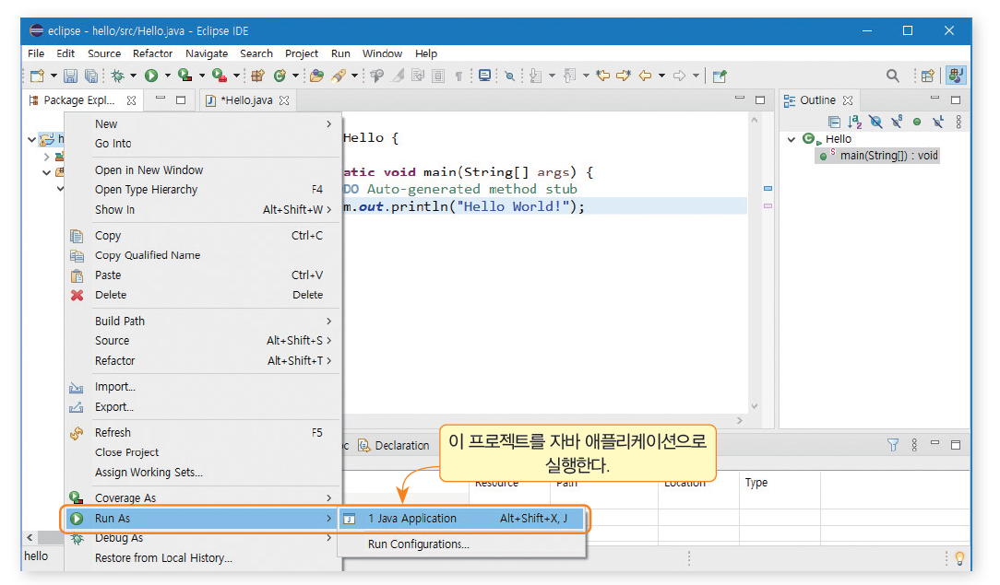 eclipse - hello/src/Hello.java - Eclipse IDE
File Edit Source Refactor Navigate Search Project Run Window Help
Package Expl...
*Hello.java
Outline
New
Go Into
Open in New Window
Open Type Hierarchy F4
Show In Alt+Shift+W
Copy Ctrl+C
Copy Qualified Name
Paste Ctrl+V
Delete Delete
Build Path
Source Alt+Shift+S
Refactor Alt+Shift+T
Import...
Export...
Refresh F5
Close Project
Assign Working Sets...
Coverage As
Run As
Debug As
Restore from Local History...
1 Java Application Alt+Shift+X, J
Run Configurations...
Hello {
atic void main(String[] args) {
DO Auto-generated method stub
m.out.println("Hello World!");
Hello
main(String[]) : void
Declaration
이 프로젝트를 자바 애플리케이션으로
실행한다.
Resource Path Location Type
hello